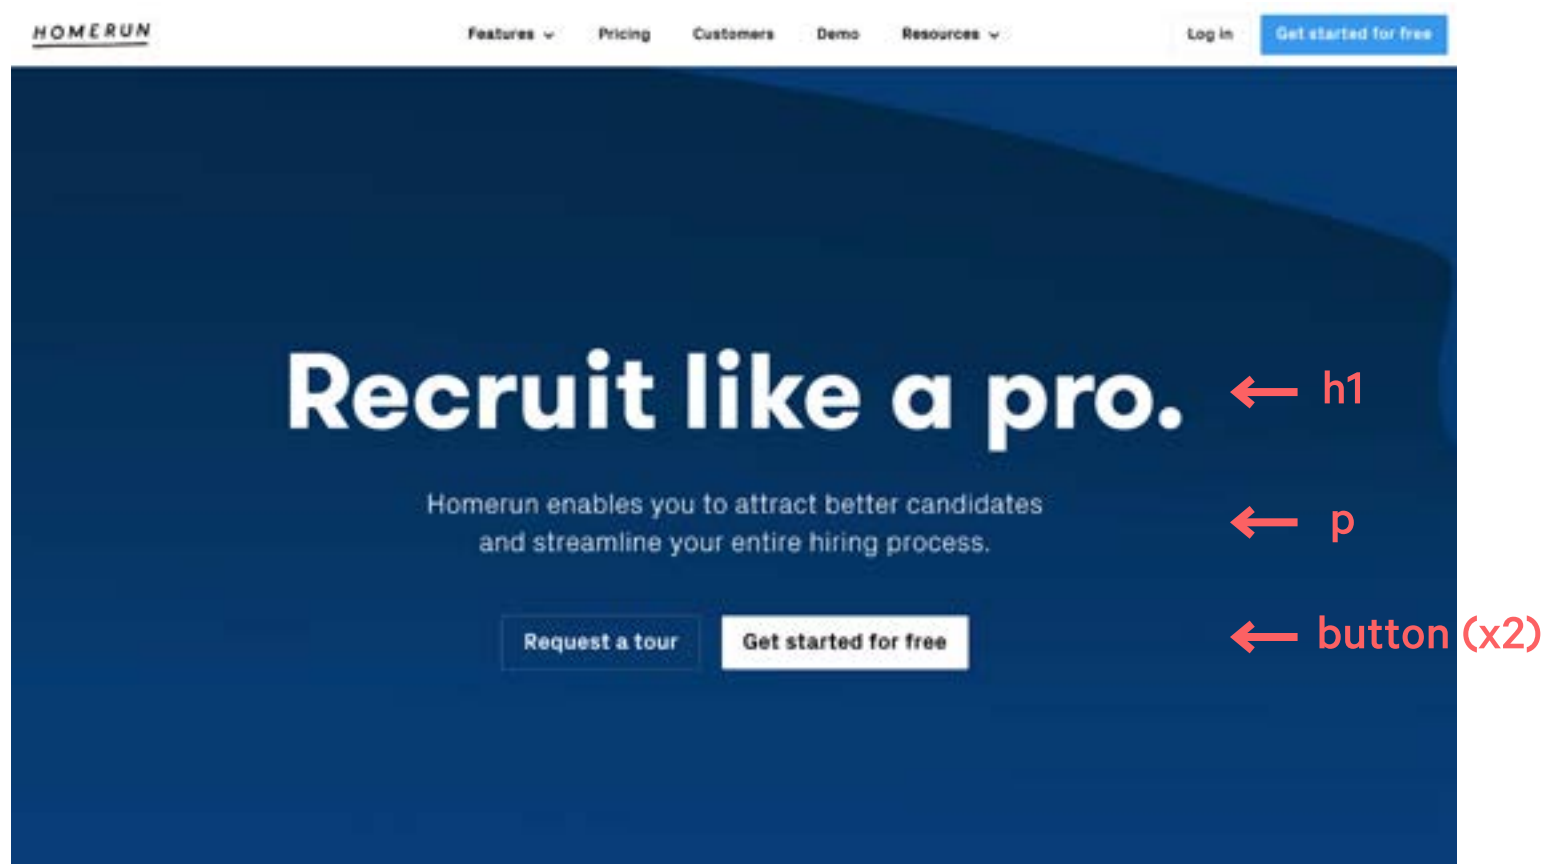 HOMERUN
Features Pricing Customers Demo Resources Log in Get started for free
Recruit like a pro.
h1
Homerun enables you to attract better candidates
and streamline your entire hiring process.
p
Request a tour Get started for free
button (x2)